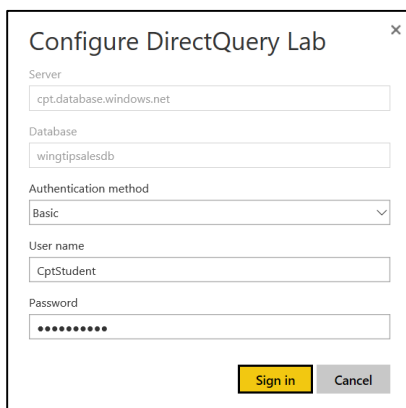 Configure DirectQuery Lab
Server
cpt.database.windows.net
Database
wingtipsalesdb
Authentication method
Basic
User name
CptStudent
Password
●●●●●●●●●●
Sign in Cancel